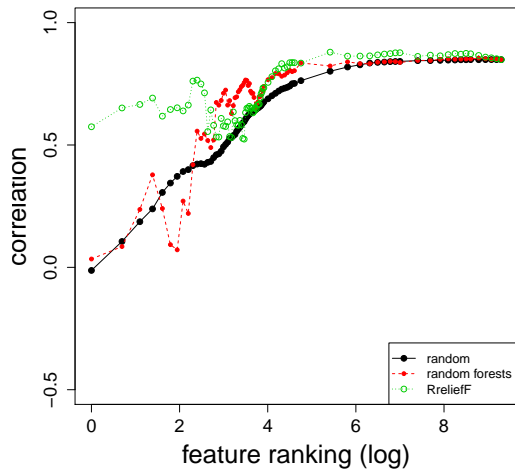 1.0
0.5
0.0
−0.5
correlation
0 2 4 6 8
feature ranking (log)
random
random forests
RreliefF